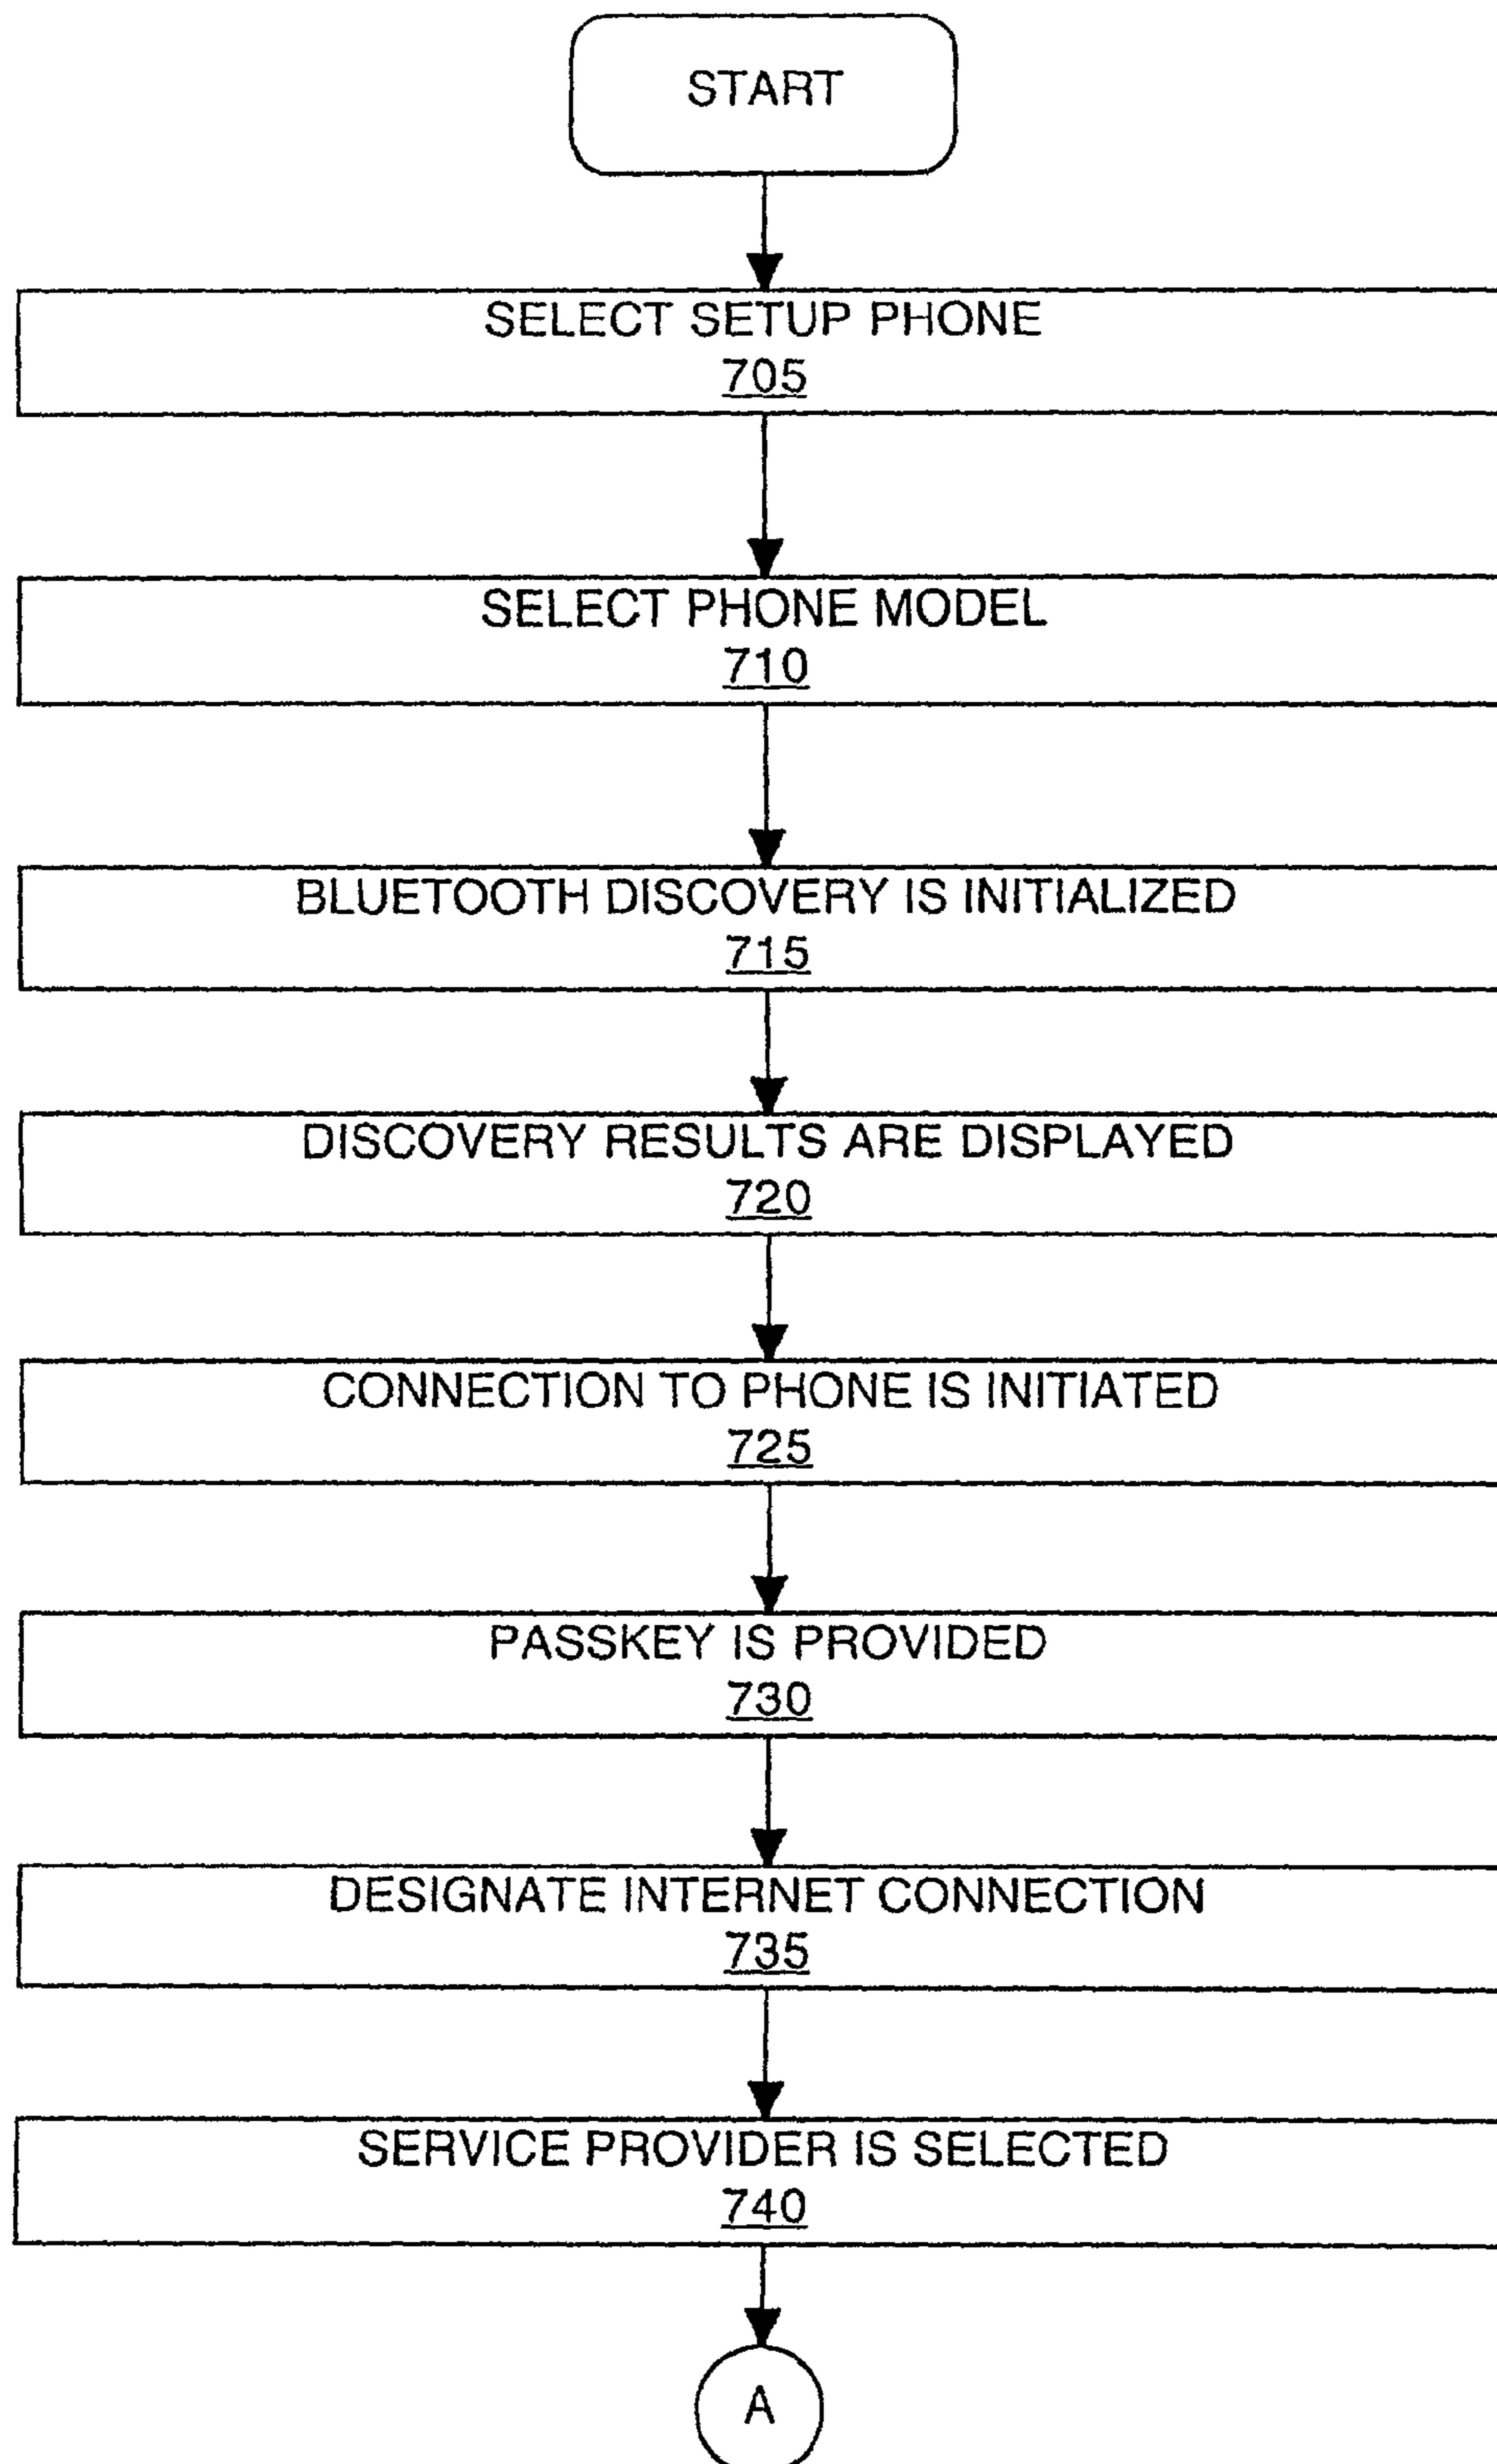 START
SELECT SETUP PHONE
705
SELECT PHONE MODEL
710
BLUETOOTH DISCOVERY IS INITIALIZED
715
DISCOVERY RESULTS ARE DISPLAYED
720
CONNECTION TO PHONE IS INITIATED
725
PASSKEY IS PROVIDED
730
DESIGNATE INTERNET CONNECTION
735
SERVICE PROVIDER IS SELECTED
740
A